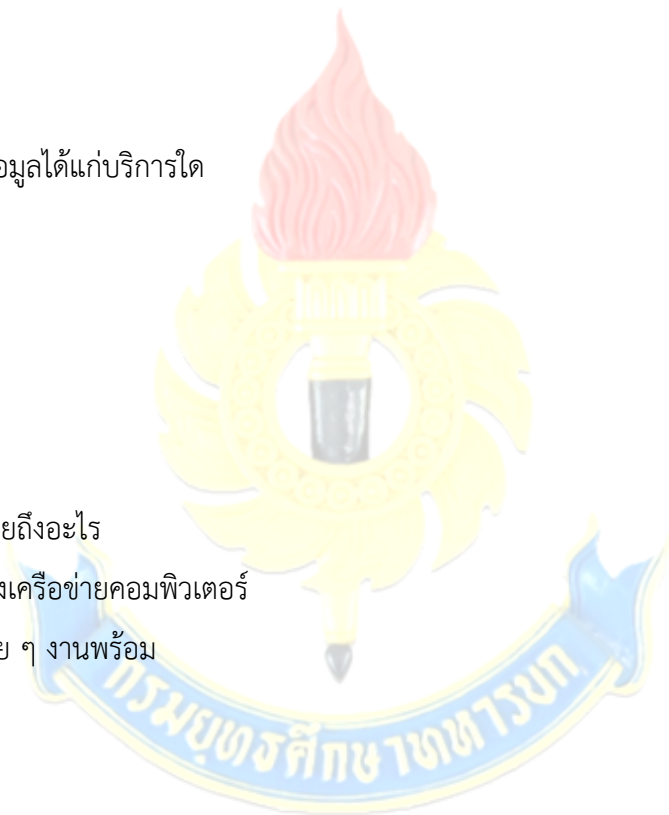 อมูลได้แก่บริการใด
ยถึงอะไร
งเครือข่ายคอมพิวเตอร์
ย ๆ งานพร้อม
กรมยุทธศึกษาทหารบก